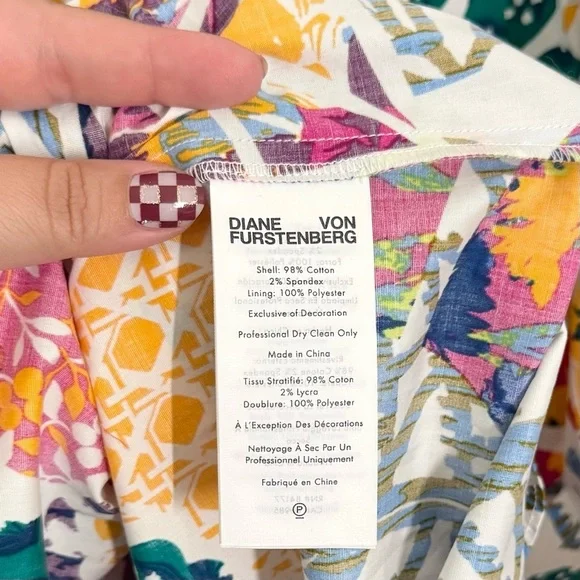 DIANE VON
FURSTENBERG
Shell: 98% Cotton
2% Spandex
Lining: 100% Polyester
Exclusive of Decoration
Professional Dry Clean Only
Made in China
Tissu Stratifié: 98% Coton
2% Lycra
Doublure: 100% Polyester
À L'Exception Des Décorations
Nettoyage À Sec Par Un
Professionnel Uniquement
Fabriqué en Chine
P